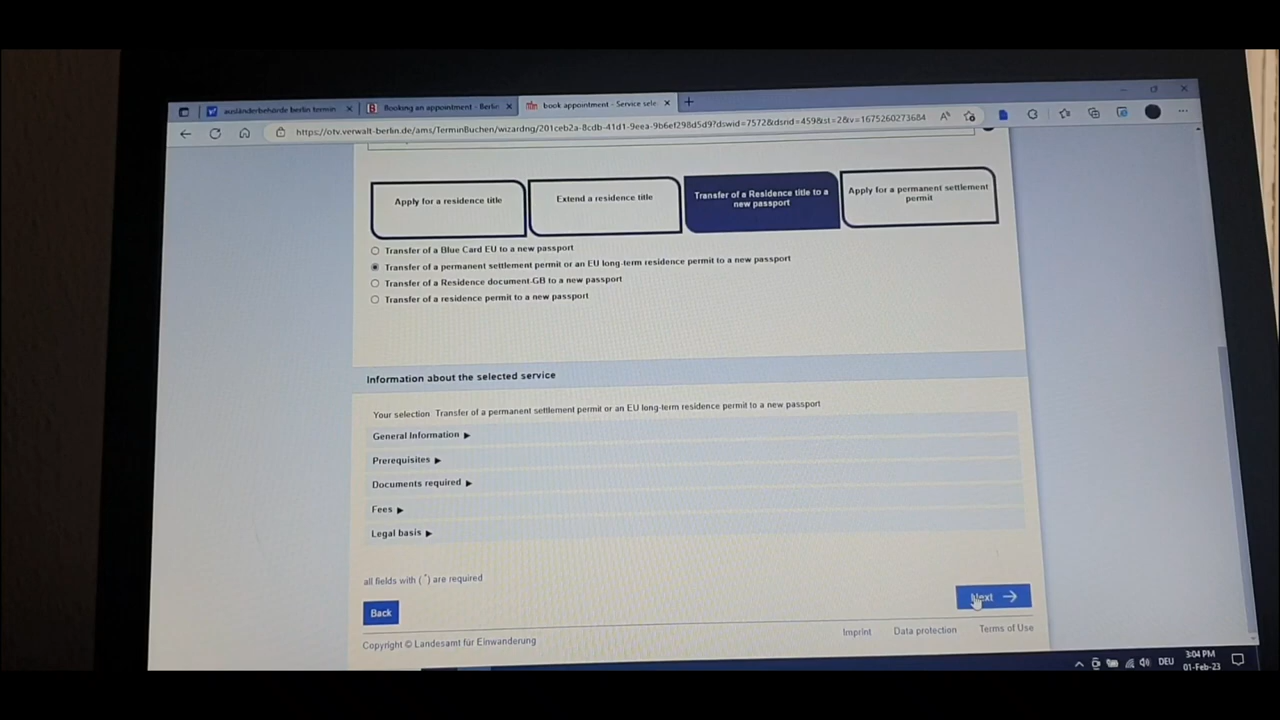 ausländerbehörde berlin termin
Booking an appointment - Berlin
book appointment - Service sele
https://otv.verwalt-berlin.de/ams/TerminBuchen/wizardng/201ceb2a-8cdb-41d1-9eea-9b6ef298d5d9?dswid=7572&dsrid=459&st=2&v=1675260273684
Apply for a residence title
Extend a residence title
Transfer of a Residence title to a
new passport
Apply for a permanent settlement
permit
Transfer of a Blue Card EU to a new passport
Transfer of a permanent settlement permit or an EU long-term residence permit to a new passport
Transfer of a Residence document-GB to a new passport
Transfer of a residence permit to a new passport
Information about the selected service
Your selection Transfer of a permanent settlement permit or an EU long-term residence permit to a new passport
General Information
Prerequisites
Documents required
Fees
Legal basis
all fields with (*) are required
Next
Back
Copyright © Landesamt für Einwanderung
Imprint Data protection Terms of Use
DEU
3:04 PM
01-Feb-23